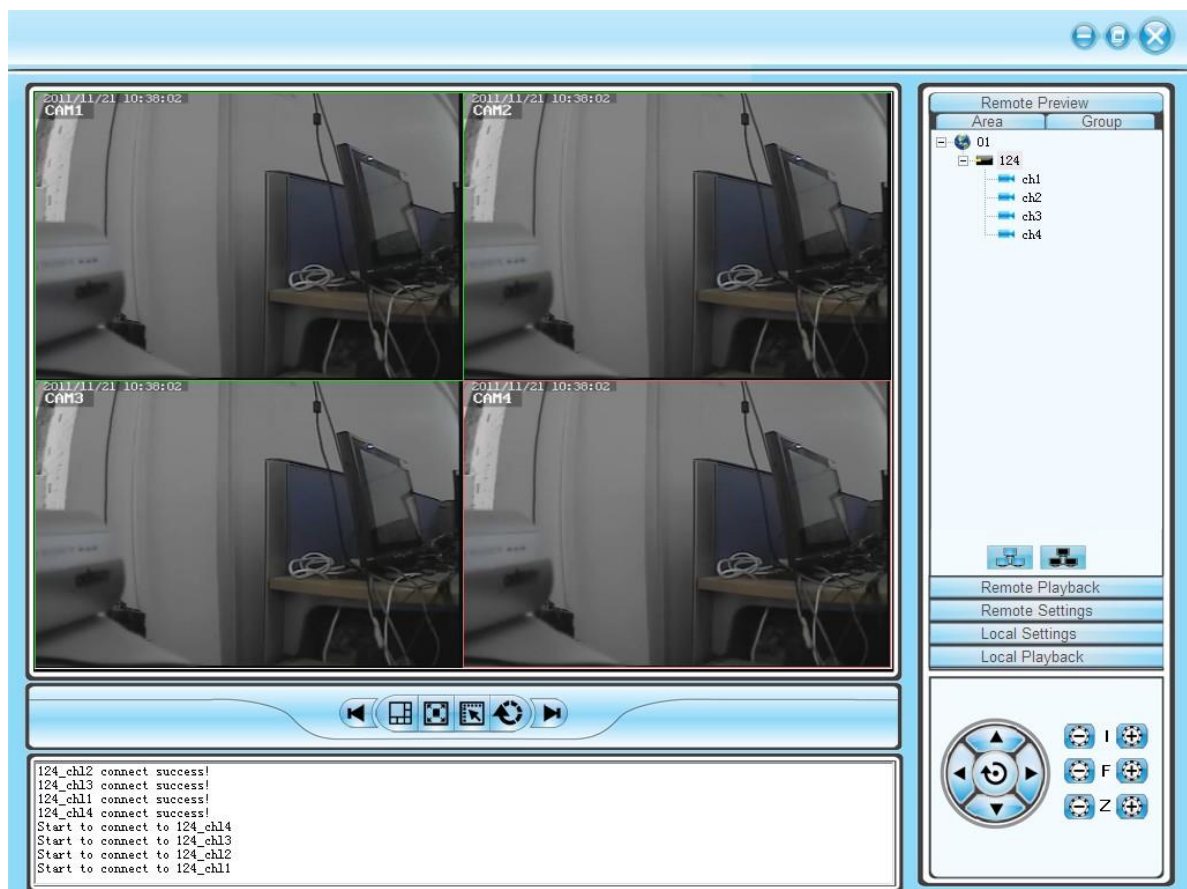 2011/11/21 10:38:02
CAM1
2011/11/21 10:38:02
CAM2
2011/11/21 10:38:02
CAM3
2011/11/21 10:38:02
CAM4
Remote Preview
Area Group
01
124
ch1
ch2
ch3
ch4
Remote Playback
Remote Settings
Local Settings
Local Playback
I
F
Z
124_chl2 connect success!
124_chl3 connect success!
124_chl1 connect success!
124_chl4 connect success!
Start to connect to 124_chl4
Start to connect to 124_chl3
Start to connect to 124_chl2
Start to connect to 124_chl1